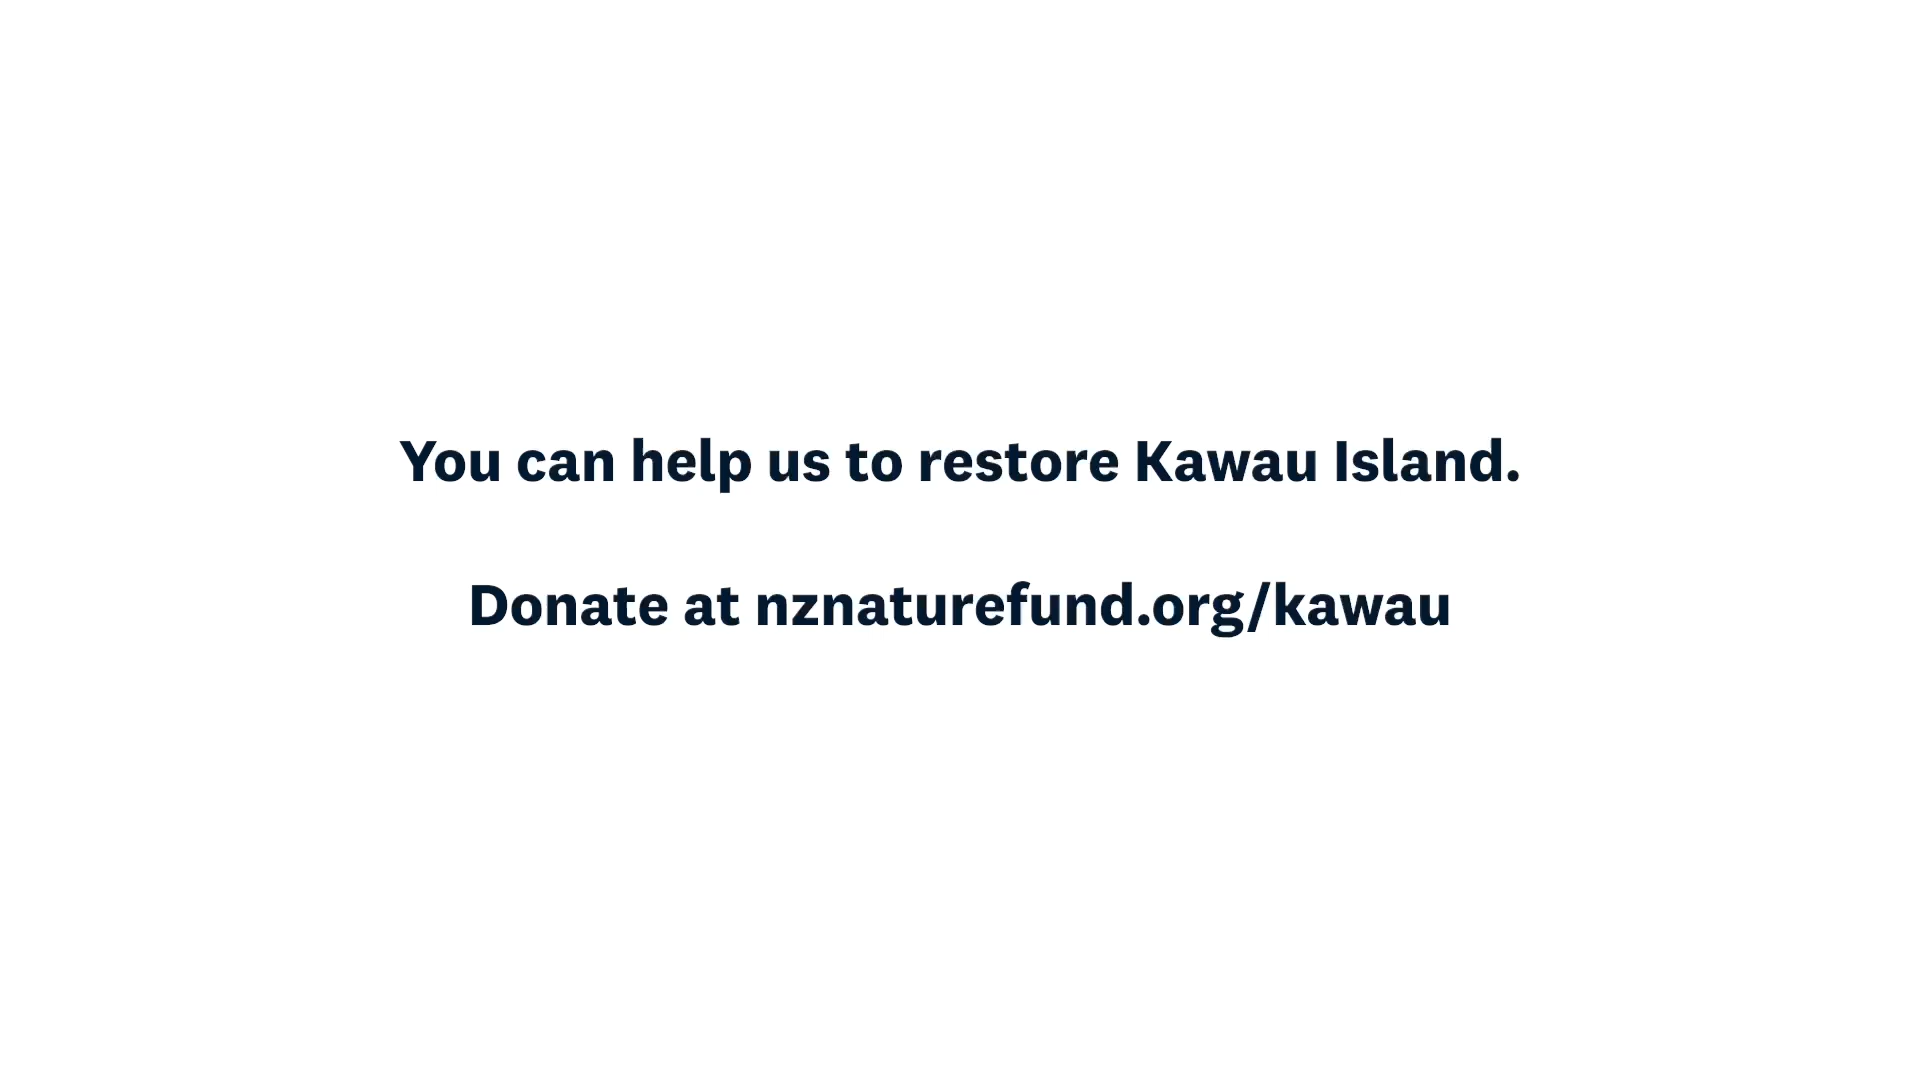 You can help us to restore Kawau Island.
Donate at nznaturefund.org/kawau